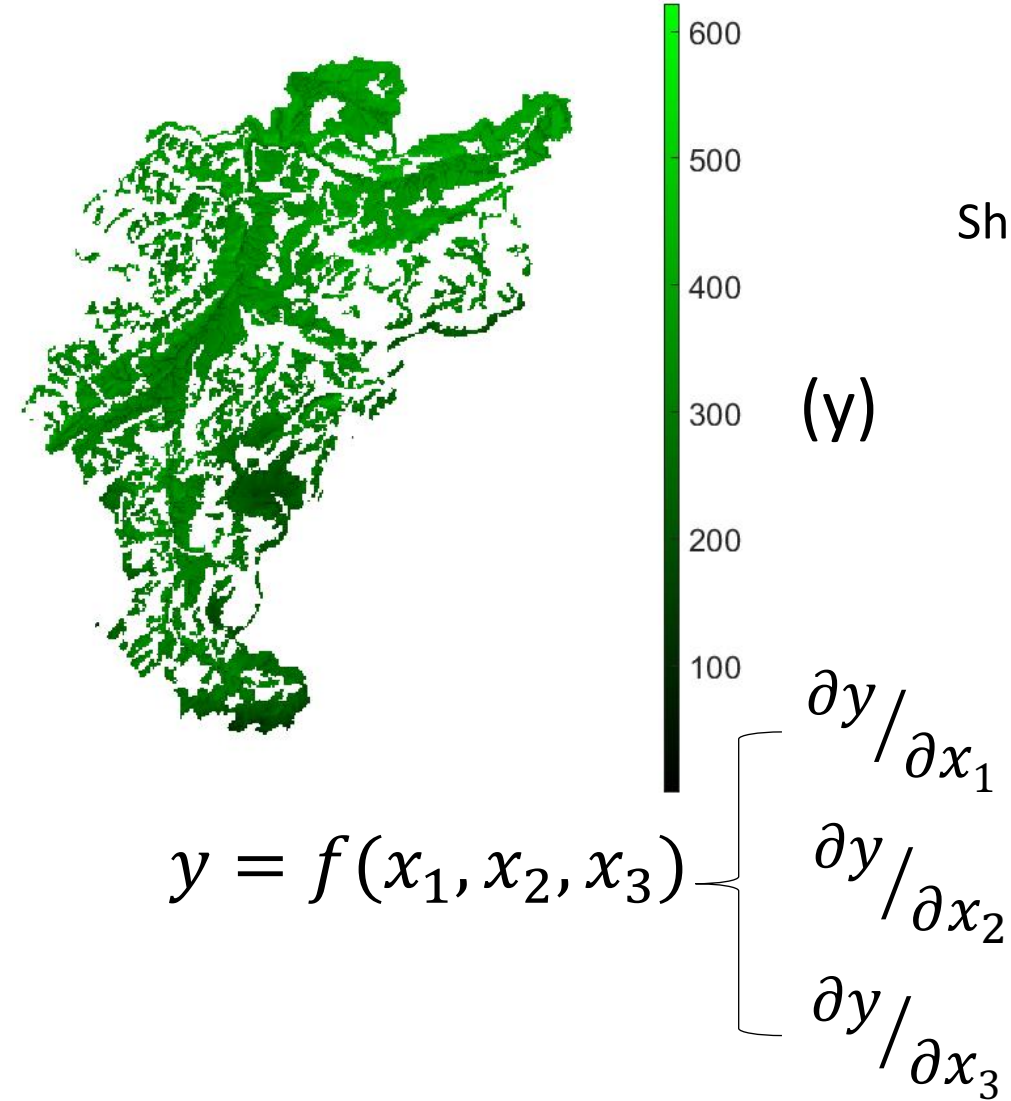 600
500
Sh
400
300
(y)
200
100
∂y/∂x₁
y = f(x₁, x₂, x₃)
∂y/∂x₂
∂y/∂x₃